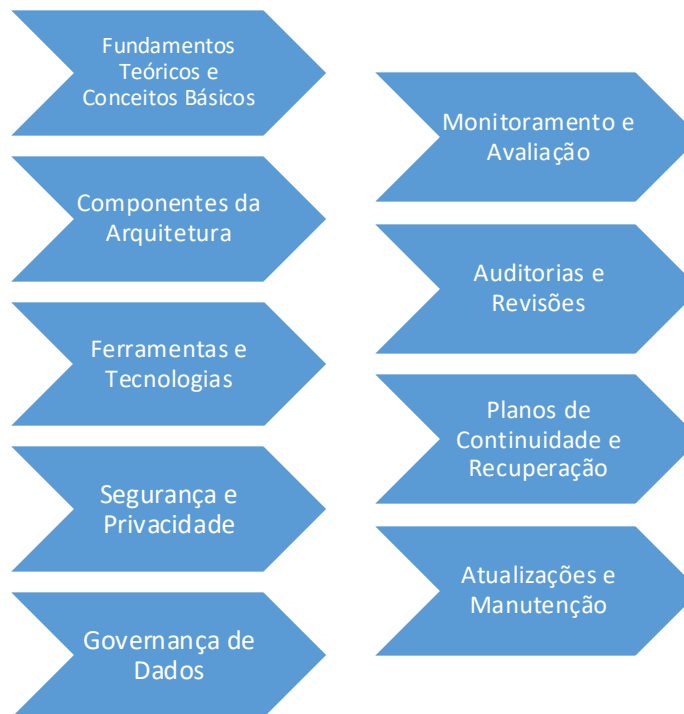 Fundamentos
Teóricos e
Conceitos Básicos
Componentes da
Arquitetura
Ferramentas e
Tecnologias
Segurança e
Privacidade
Governança de
Dados
Monitoramento e
Avaliação
Auditorias e
Revisões
Planos de
Continuidade e
Recuperação
Atualizações e
Manutenção